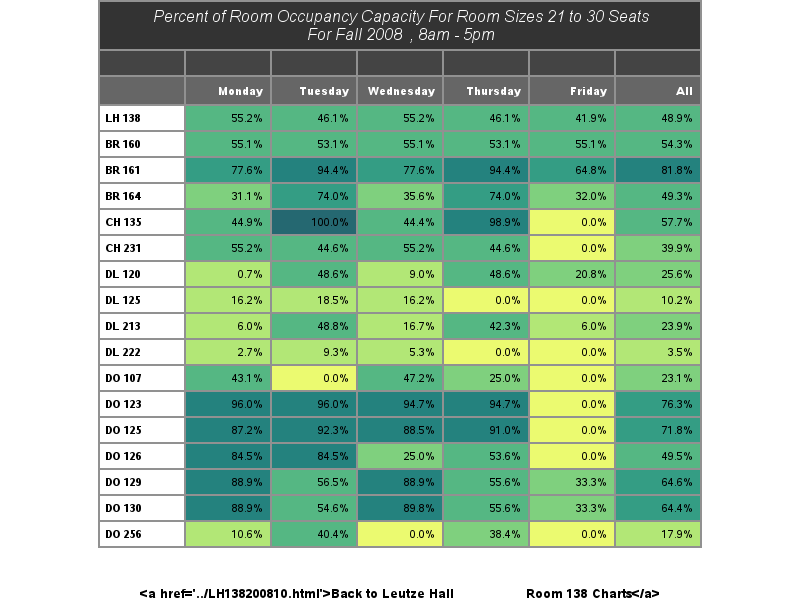 Percent of Room Occupancy Capacity For Room Sizes 21 to 30 Seats
For Fall 2008 , 8am - 5pm
Monday Tuesday Wednesday Thursday Friday All
LH 138 55.2% 46.1% 55.2% 46.1% 41.9% 48.9%
BR 160 55.1% 53.1% 55.1% 53.1% 55.1% 54.3%
BR 161 77.6% 94.4% 77.6% 94.4% 64.8% 81.8%
BR 164 31.1% 74.0% 35.6% 74.0% 32.0% 49.3%
CH 135 44.9% 100.0% 44.4% 98.9% 0.0% 57.7%
CH 231 55.2% 44.6% 55.2% 44.6% 0.0% 39.9%
DL 120 0.7% 48.6% 9.0% 48.6% 20.8% 25.6%
DL 125 16.2% 18.5% 16.2% 0.0% 0.0% 10.2%
DL 213 6.0% 48.8% 16.7% 42.3% 6.0% 23.9%
DL 222 2.7% 9.3% 5.3% 0.0% 0.0% 3.5%
DO 107 43.1% 0.0% 47.2% 25.0% 0.0% 23.1%
DO 123 96.0% 96.0% 94.7% 94.7% 0.0% 76.3%
DO 125 87.2% 92.3% 88.5% 91.0% 0.0% 71.8%
DO 126 84.5% 84.5% 25.0% 53.6% 0.0% 49.5%
DO 129 88.9% 56.5% 88.9% 55.6% 33.3% 64.6%
DO 130 88.9% 54.6% 89.8% 55.6% 33.3% 64.4%
DO 256 10.6% 40.4% 0.0% 38.4% 0.0% 17.9%
<a href='../LH138200810.html'>Back to Leutze Hall Room 138 Charts</a>